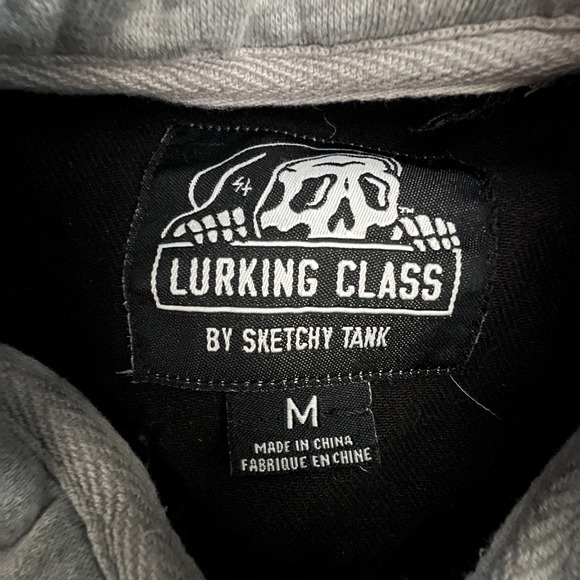 LURKING CLASS
BY SKETCHY TANK
M
MADE IN CHINA
FABRIQUE EN CHINE